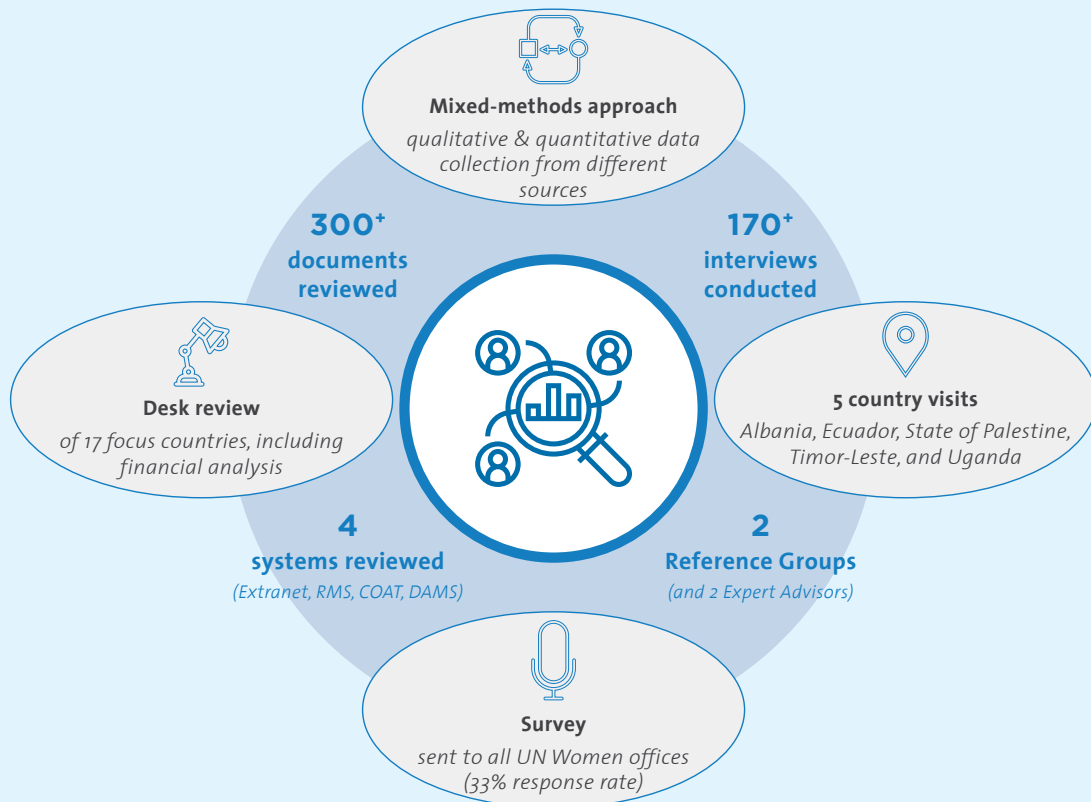 Mixed-methods approach
qualitative & quantitative data
collection from different
sources
300+
documents
reviewed
170+
interviews
conducted
Desk review
of 17 focus countries, including
financial analysis
5 country visits
Albania, Ecuador, State of Palestine,
Timor-Leste, and Uganda
4
systems reviewed
(Extranet, RMS, COAT, DAMS)
2
Reference Groups
(and 2 Expert Advisors)
Survey
sent to all UN Women offices
(33% response rate)